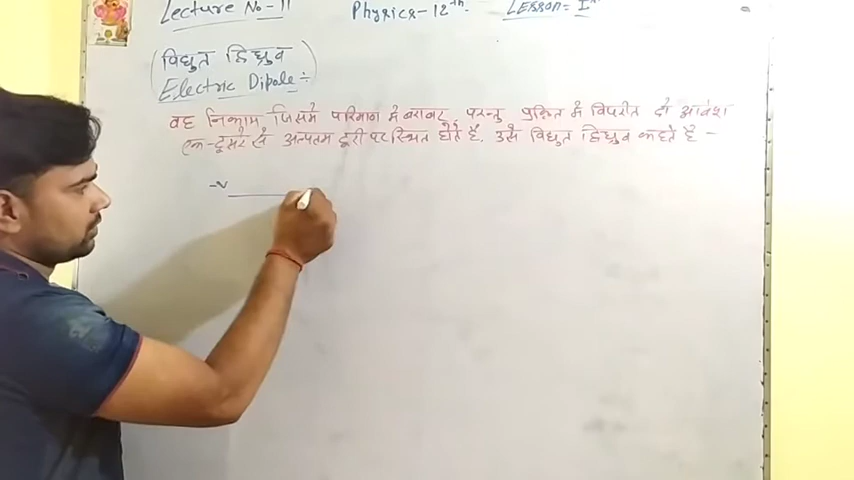 Lecture No-11 Physics-12th. LESSON= Ist
विधुत द्विध्रुव
Electric Dipole÷
वह निकाय जिसमे परिमाण मे बराबर परन्तु प्रकृति मे विपरीत दो आवेश
एक-दूसरे से अल्पतम दूरी पर स्थित होते है. उसे विधुत द्विध्रुव कहते है -